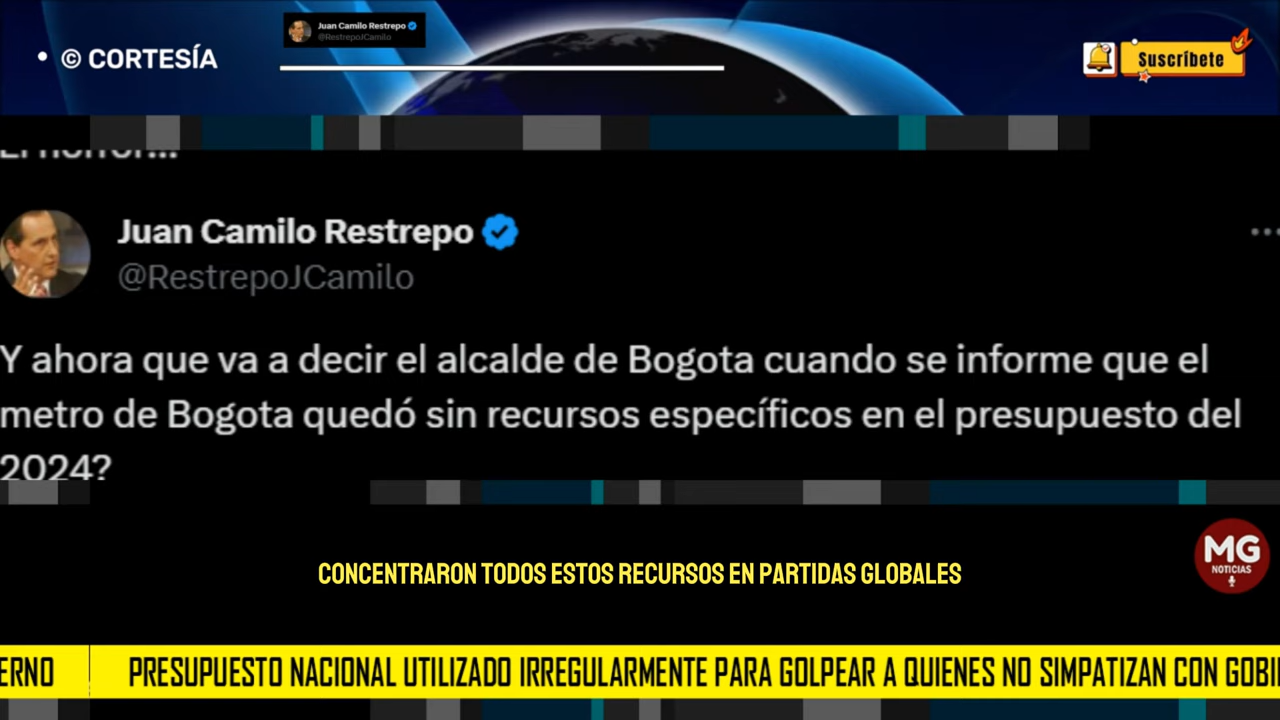 • © CORTESÍA
Juan Camilo Restrepo
@RestrepoJCamilo
Suscríbete
El horror...
Juan Camilo Restrepo
@RestrepoJCamilo
Y ahora que va a decir el alcalde de Bogota cuando se informe que el
metro de Bogota quedó sin recursos específicos en el presupuesto del
2024?
CONCENTRARON TODOS ESTOS RECURSOS EN PARTIDAS GLOBALES
MG
NOTICIAS
ERNO PRESUPUESTO NACIONAL UTILIZADO IRREGULARMENTE PARA GOLPEAR A QUIENES NO SIMPATIZAN CON GOBI